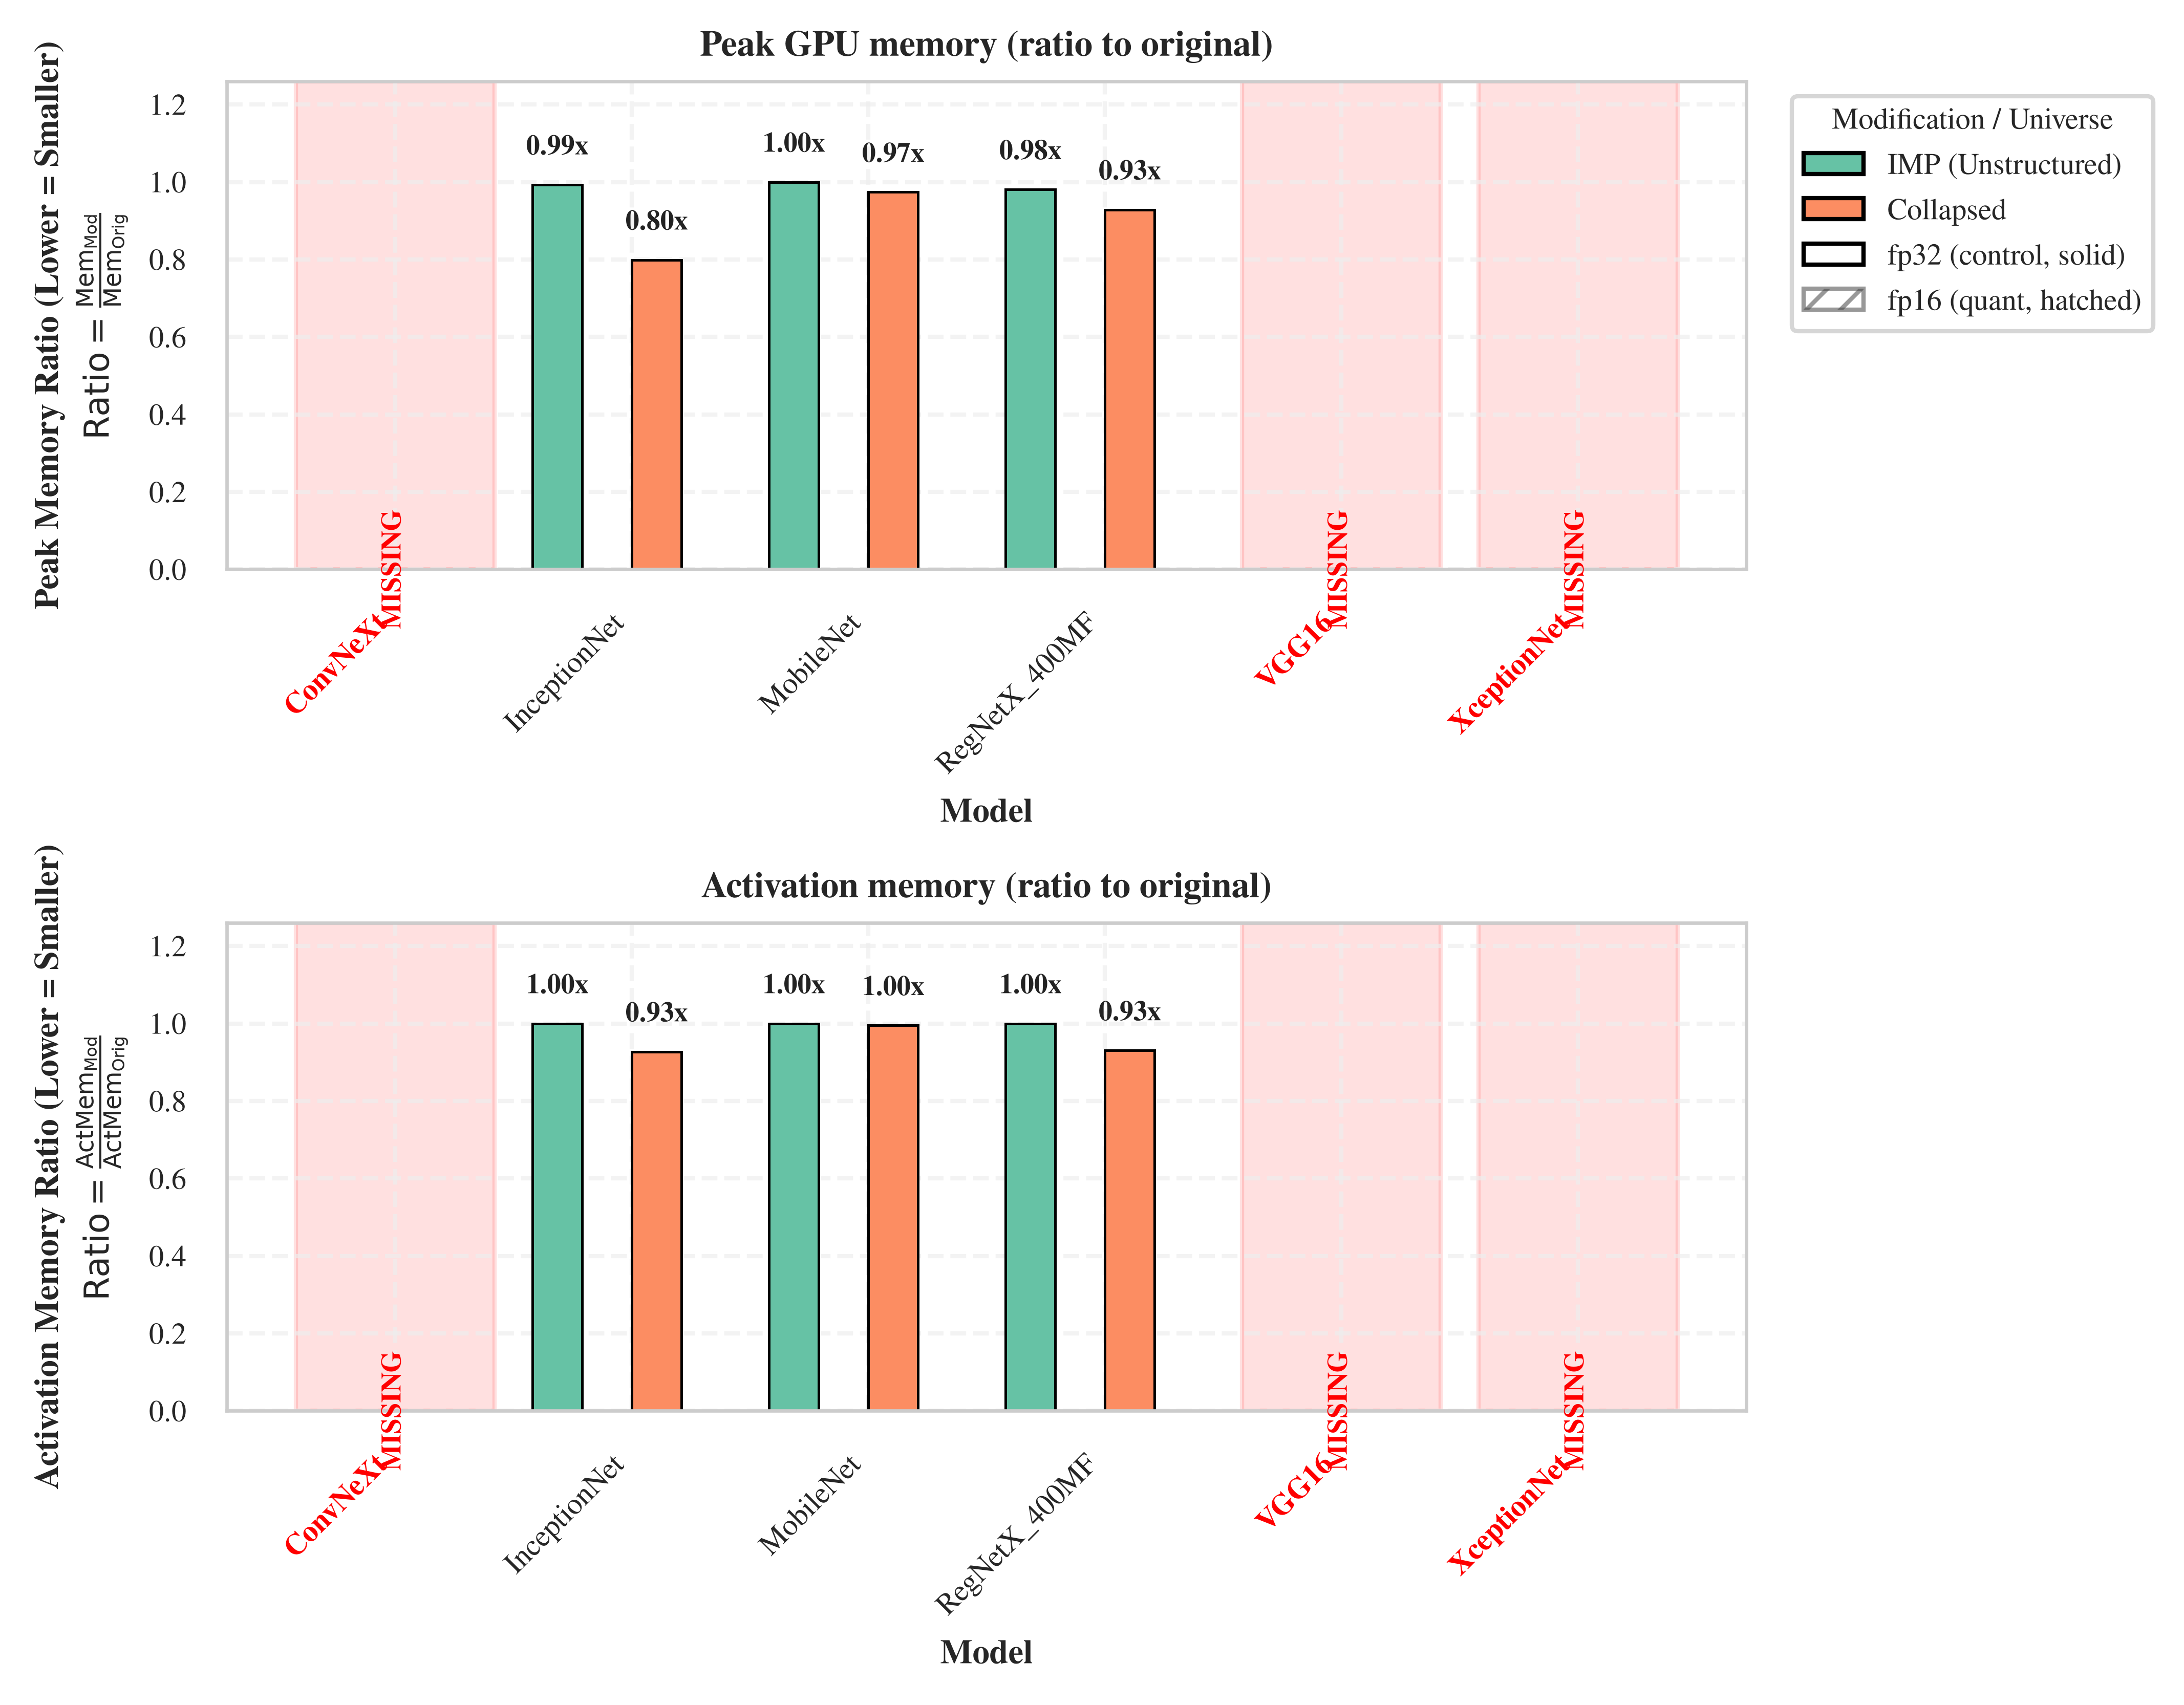 Peak GPU memory (ratio to original)
Peak Memory Ratio (Lower = Smaller)
Ratio = Mem_Mod / Mem_Orig
1.2
1.0
0.8
0.6
0.4
0.2
0.0
0.99x
0.80x
1.00x
0.97x
0.98x
0.93x
MISSING
MISSING
MISSING
ConvNeXt
InceptionNet
MobileNet
RegNetX_400MF
VGG16
XceptionNet
Model
Modification / Universe
IMP (Unstructured)
Collapsed
fp32 (control, solid)
fp16 (quant, hatched)
Activation memory (ratio to original)
Activation Memory Ratio (Lower = Smaller)
Ratio = ActMem_Mod / ActMem_Orig
1.2
1.0
0.8
0.6
0.4
0.2
0.0
1.00x
0.93x
1.00x
1.00x
1.00x
0.93x
MISSING
MISSING
MISSING
ConvNeXt
InceptionNet
MobileNet
RegNetX_400MF
VGG16
XceptionNet
Model